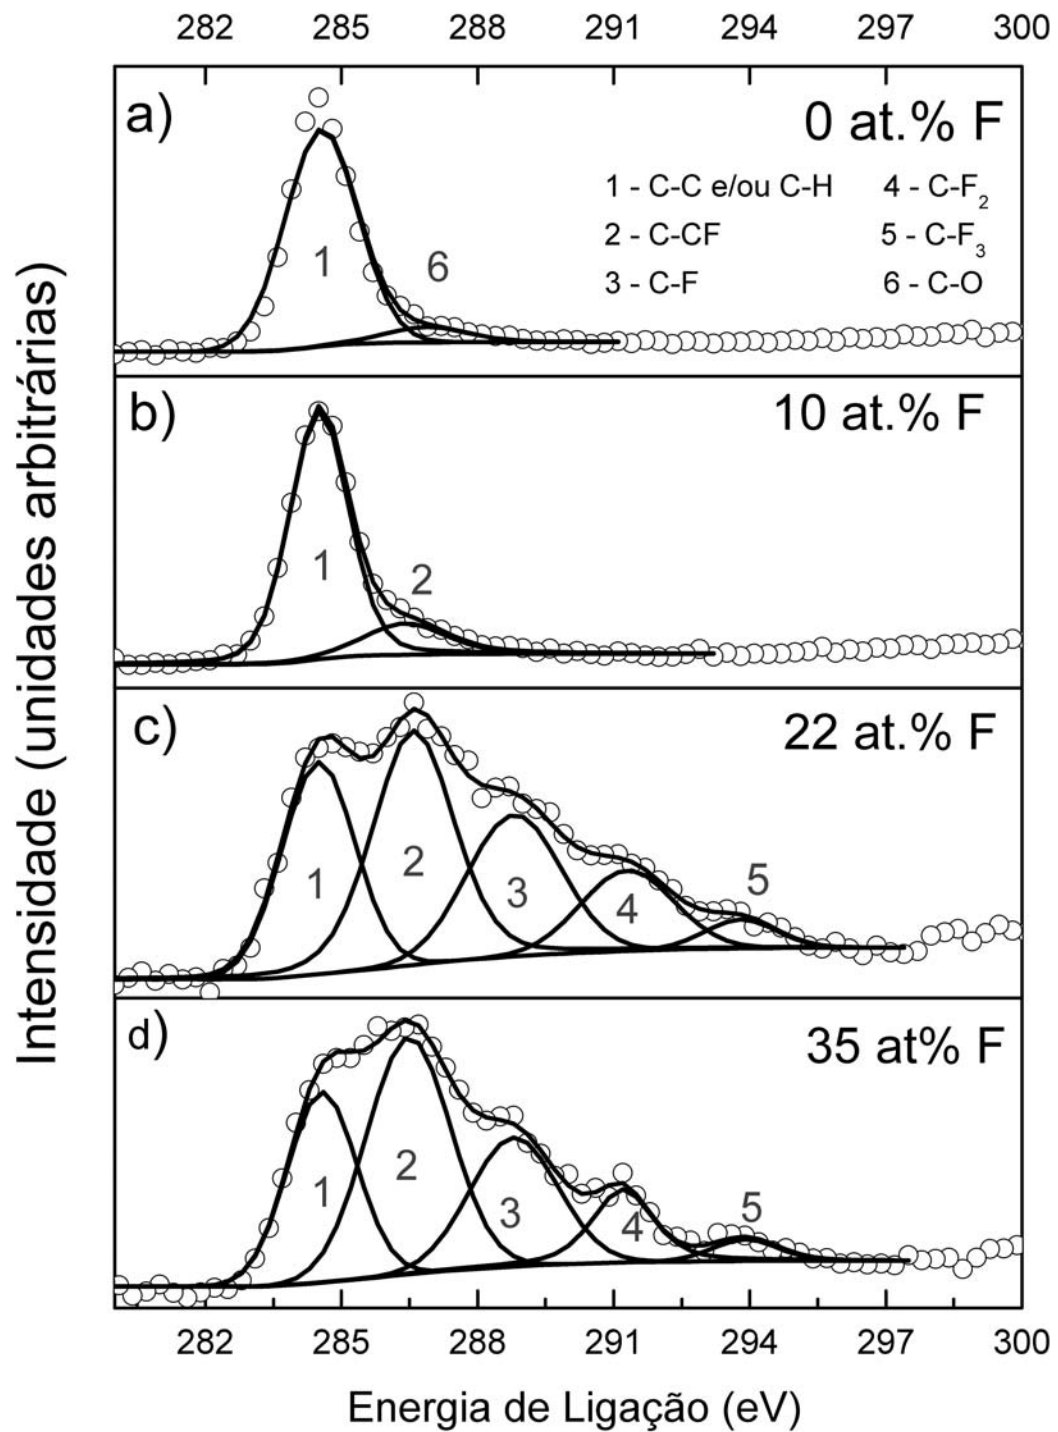 282 285 288 291 294 297 300
a) 0 at.% F
1 - C-C e/ou C-H 4 - C-F₂
2 - C-CF 5 - C-F₃
3 - C-F 6 - C-O
1 6
b) 10 at.% F
1 2
c) 22 at.% F
1 2 3 4 5
d) 35 at% F
1 2 3 4 5
282 285 288 291 294 297 300
Energia de Ligação (eV)
Intensidade (unidades arbitrárias)